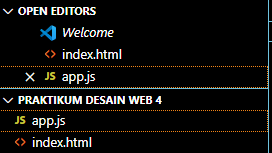 OPEN EDITORS
Welcome
index.html
JS app.js
PRAKTIKUM DESAIN WEB 4
JS app.js
index.html